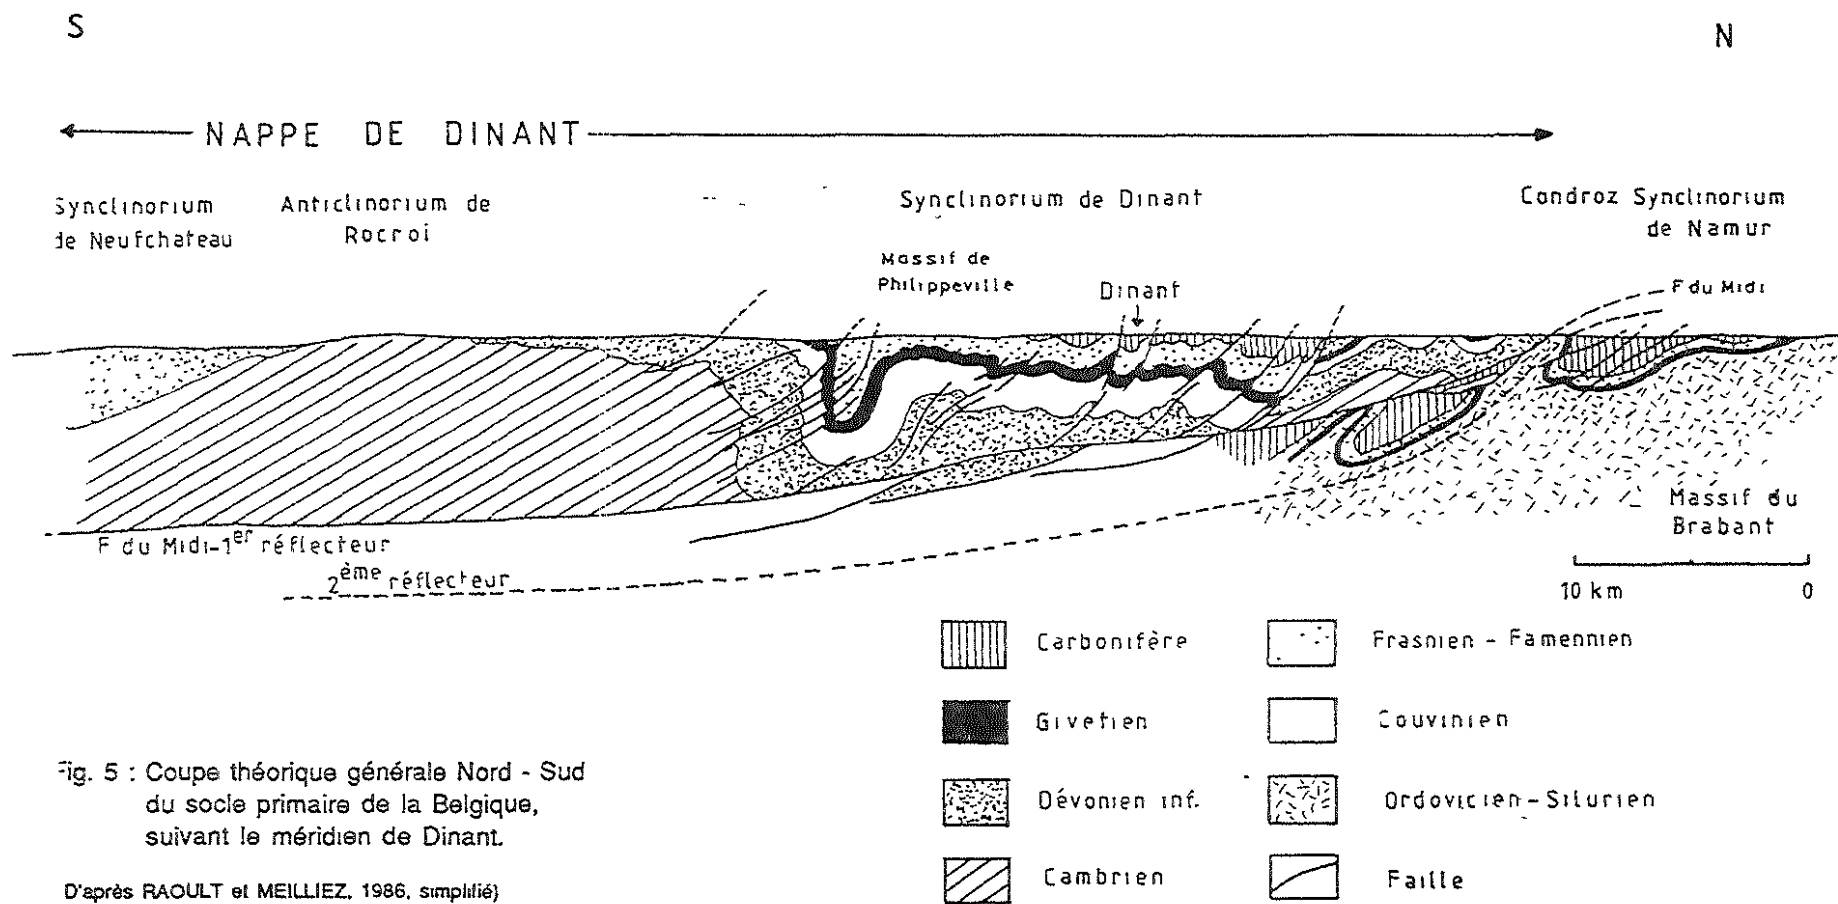 S
N
NAPPE DE DINANT
Synclinorium
de Neufchateau
Anticlinorium de
Rocroi
Synclinorium de Dinant
Condroz Synclinorium
de Namur
Massif de
Philippeville
Dinant
F du Midi
F du Midi-1er réflecteur
2ème réflecteur
Massif du
Brabant
10 km 0
Carbonifère
Frasnien - Famennien
Givetien
Couvinien
Dévonien inf.
Ordovicien-Silurien
Cambrien
Faille
Fig. 5 : Coupe théorique générale Nord - Sud
du socle primaire de la Belgique,
suivant le méridien de Dinant.
D'après RAOULT et MEILLIEZ, 1986, simplifié)